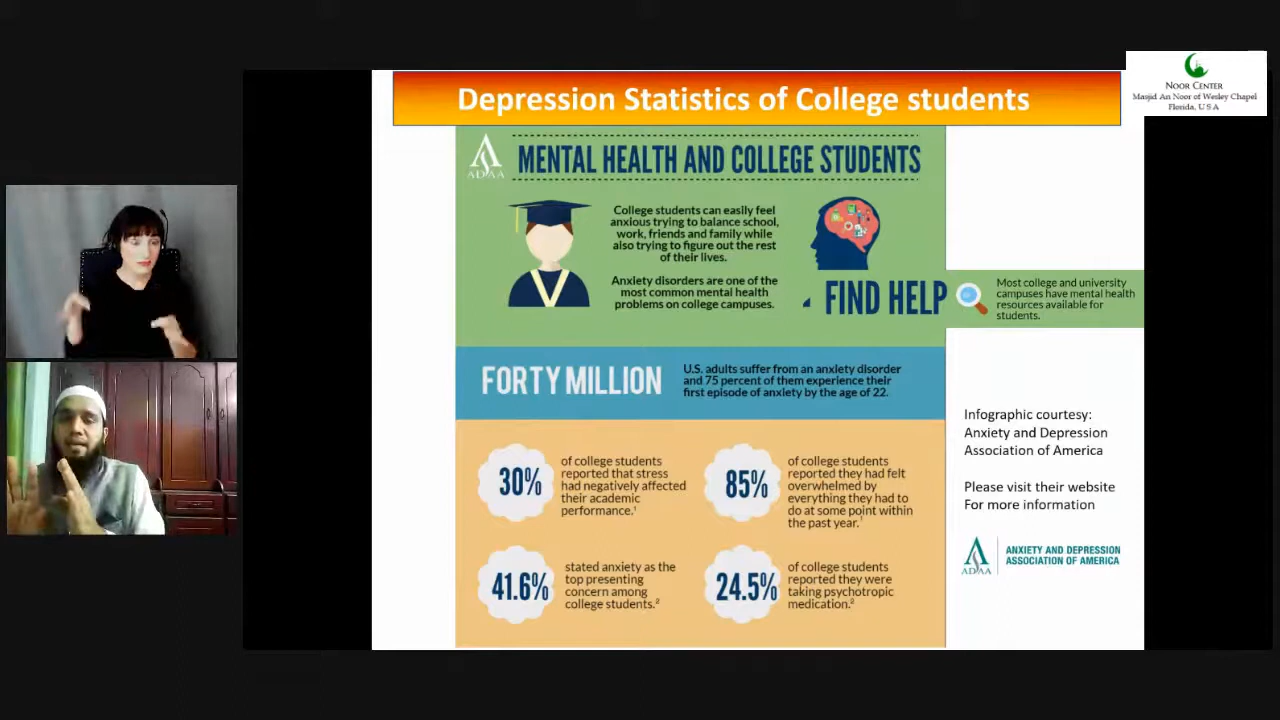 Depression Statistics of College students
NOOR CENTER
Masjid An Noor of Wesley Chapel
Florida, U S A
ADAA
MENTAL HEALTH AND COLLEGE STUDENTS
College students can easily feel
anxious trying to balance school,
work, friends and family while
also trying to figure out the rest
of their lives.
Anxiety disorders are one of the
most common mental health
problems on college campuses.
FIND HELP
Most college and university
campuses have mental health
resources available for
students.
FORTY MILLION
U.S. adults suffer from an anxiety disorder
and 75 percent of them experience their
first episode of anxiety by the age of 22.
30%
of college students
reported that stress
had negatively affected
their academic
performance.¹
85%
of college students
reported they had felt
overwhelmed by
everything they had to
do at some point within
the past year.¹
41.6%
stated anxiety as the
top presenting
concern among
college students.²
24.5%
of college students
reported they were
taking psychotropic
medication.²
Infographic courtesy:
Anxiety and Depression
Association of America
Please visit their website
For more information
ADAA
ANXIETY AND DEPRESSION
ASSOCIATION OF AMERICA